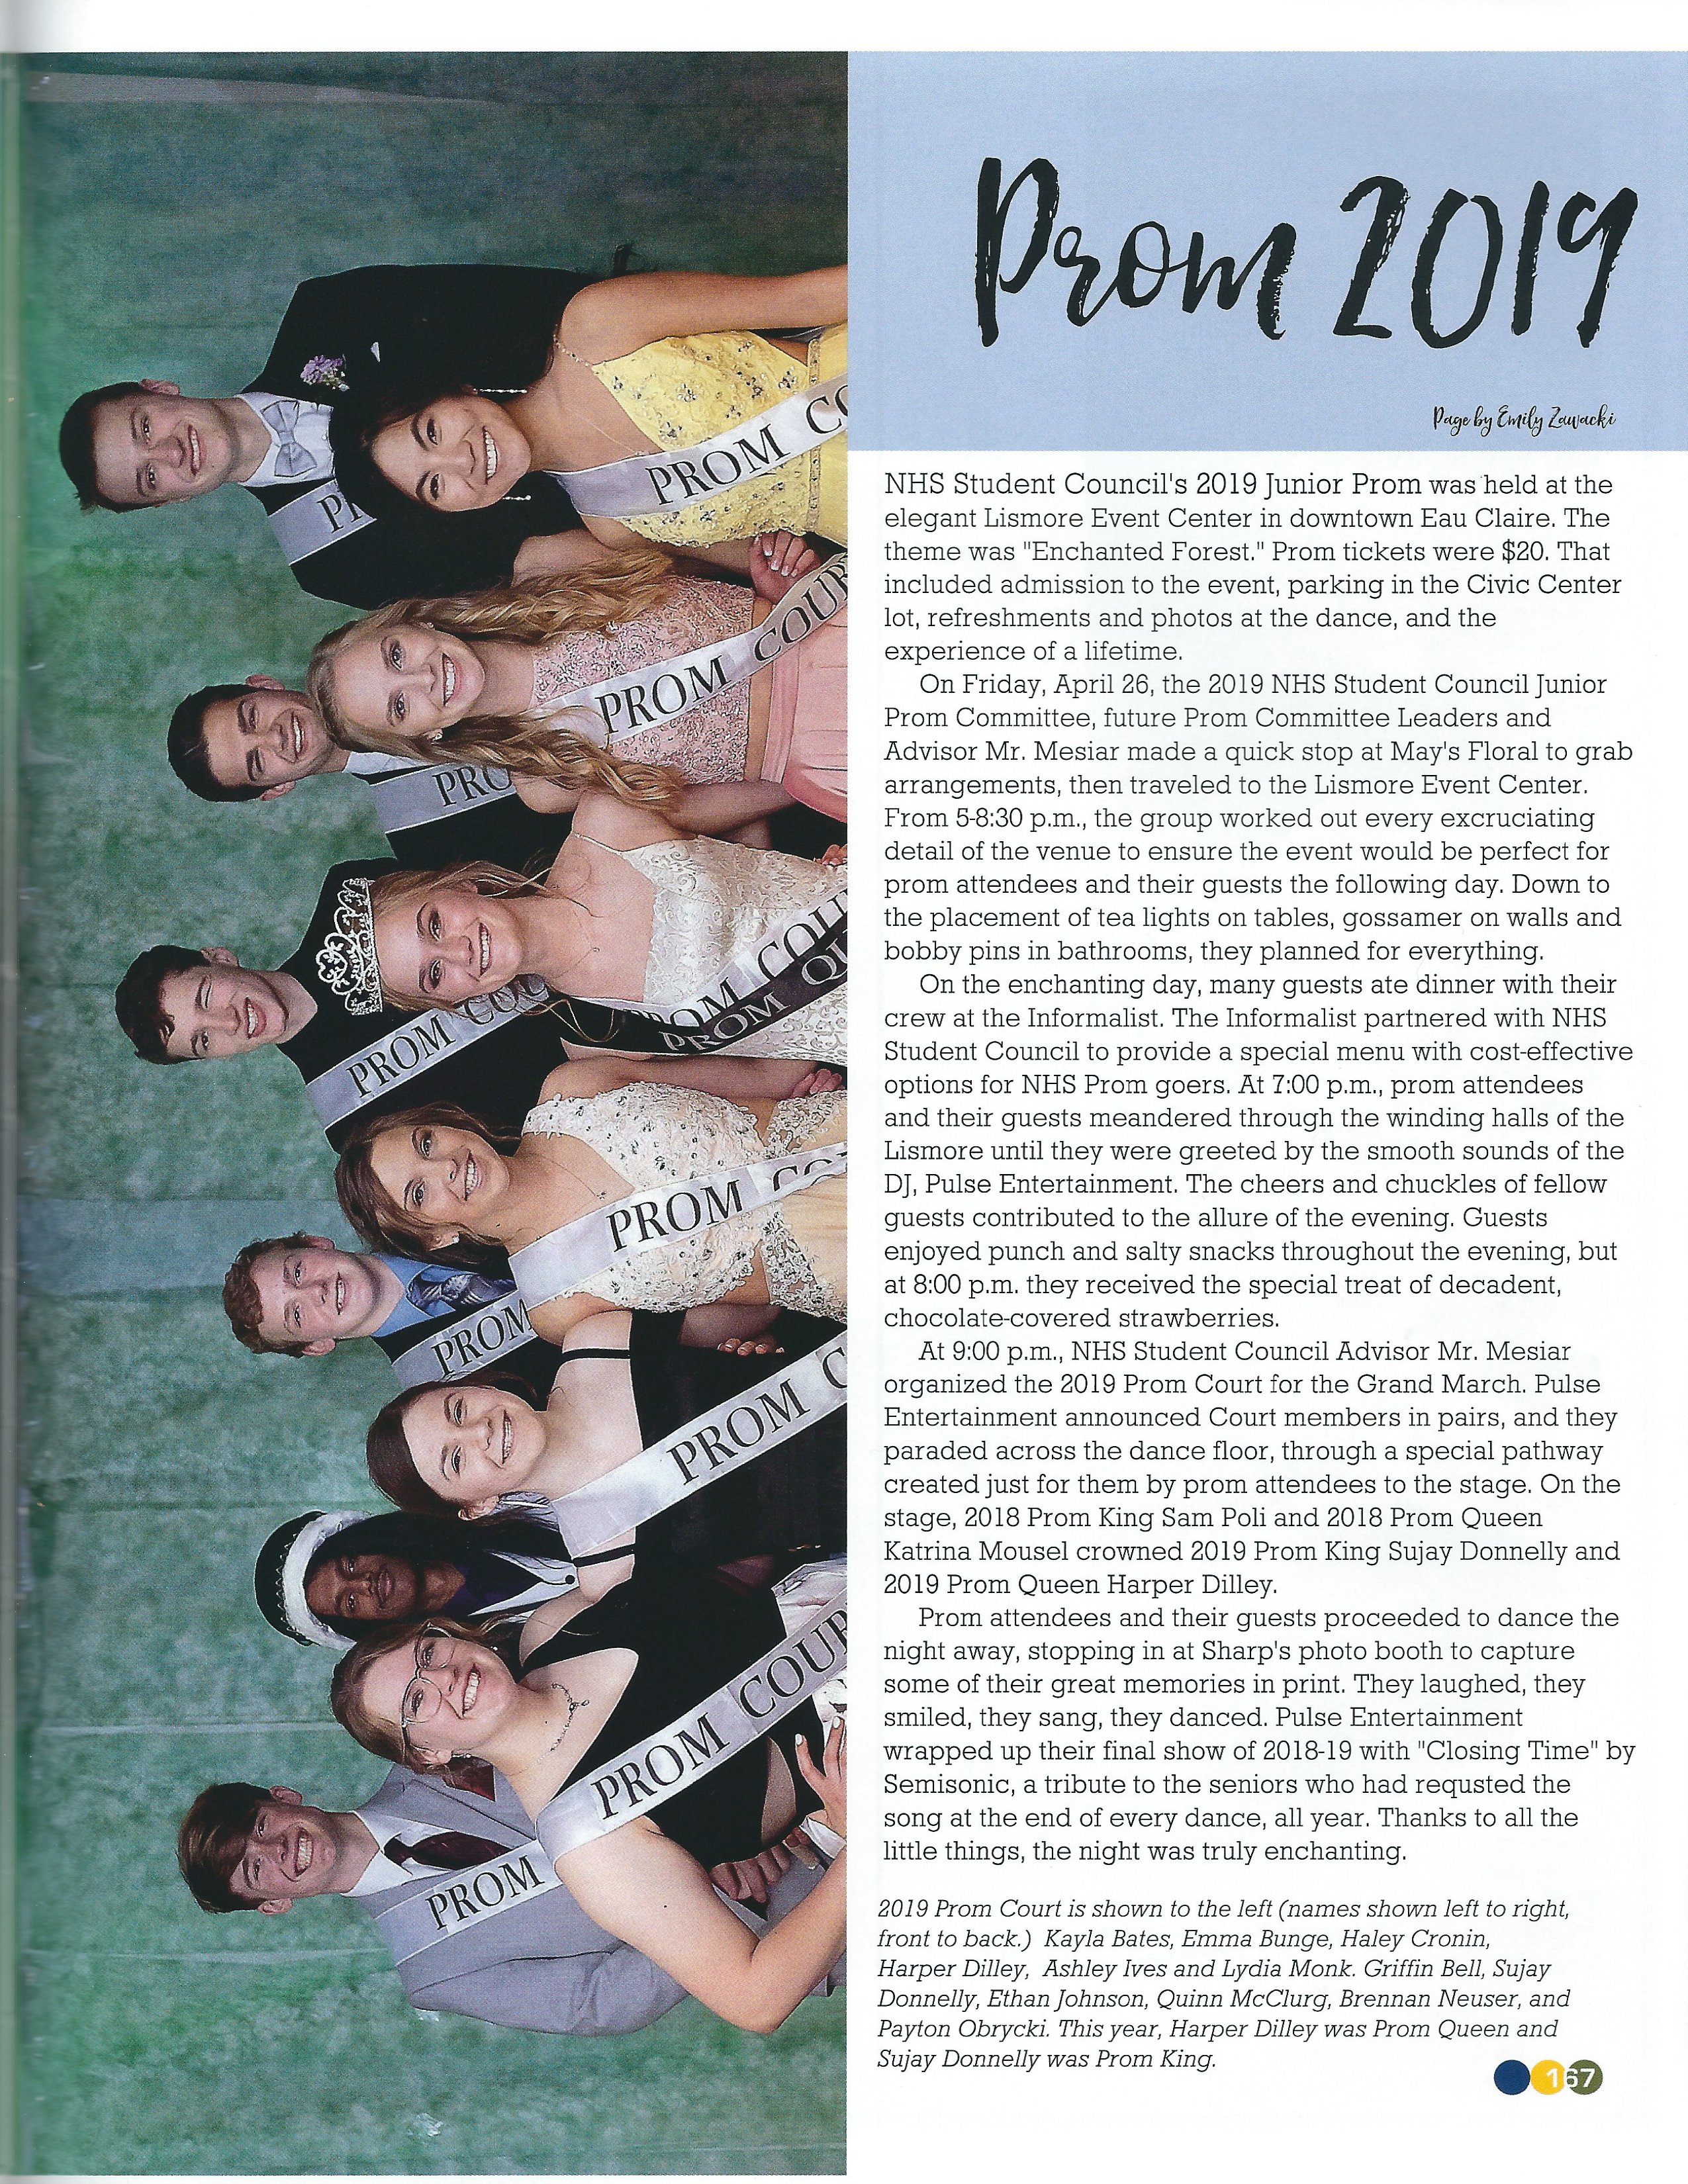 Prom 2019
Page by Emily Zawacki
NHS Student Council's 2019 Junior Prom was held at the
elegant Lismore Event Center in downtown Eau Claire. The
theme was "Enchanted Forest." Prom tickets were $20. That
included admission to the event, parking in the Civic Center
lot, refreshments and photos at the dance, and the
experience of a lifetime.
On Friday, April 26, the 2019 NHS Student Council Junior
Prom Committee, future Prom Committee Leaders and
Advisor Mr. Mesiar made a quick stop at May's Floral to grab
arrangements, then traveled to the Lismore Event Center.
From 5-8:30 p.m., the group worked out every excruciating
detail of the venue to ensure the event would be perfect for
prom attendees and their guests the following day. Down to
the placement of tea lights on tables, gossamer on walls and
bobby pins in bathrooms, they planned for everything.
On the enchanting day, many guests ate dinner with their
crew at the Informalist. The Informalist partnered with NHS
Student Council to provide a special menu with cost-effective
options for NHS Prom goers. At 7:00 p.m., prom attendees
and their guests meandered through the winding halls of the
Lismore until they were greeted by the smooth sounds of the
DJ, Pulse Entertainment. The cheers and chuckles of fellow
guests contributed to the allure of the evening. Guests
enjoyed punch and salty snacks throughout the evening, but
at 8:00 p.m. they received the special treat of decadent,
chocolate-covered strawberries.
At 9:00 p.m., NHS Student Council Advisor Mr. Mesiar
organized the 2019 Prom Court for the Grand March. Pulse
Entertainment announced Court members in pairs, and they
paraded across the dance floor, through a special pathway
created just for them by prom attendees to the stage. On the
stage, 2018 Prom King Sam Poli and 2018 Prom Queen
Katrina Mousel crowned 2019 Prom King Sujay Donnelly and
2019 Prom Queen Harper Dilley.
Prom attendees and their guests proceeded to dance the
night away, stopping in at Sharp's photo booth to capture
some of their great memories in print. They laughed, they
smiled, they sang, they danced. Pulse Entertainment
wrapped up their final show of 2018-19 with "Closing Time" by
Semisonic, a tribute to the seniors who had requsted the
song at the end of every dance, all year. Thanks to all the
little things, the night was truly enchanting.
2019 Prom Court is shown to the left (names shown left to right,
front to back.) Kayla Bates, Emma Bunge, Haley Cronin,
Harper Dilley, Ashley Ives and Lydia Monk. Griffin Bell, Sujay
Donnelly, Ethan Johnson, Quinn McClurg, Brennan Neuser, and
Payton Obrycki. This year, Harper Dilley was Prom Queen and
Sujay Donnelly was Prom King.
167
PROM
PROM COUR
PROM C
PROM
PROM CO
PROM COU
PROM COU
PROM QU
PRO
PROM COUR
PR
PROM CO